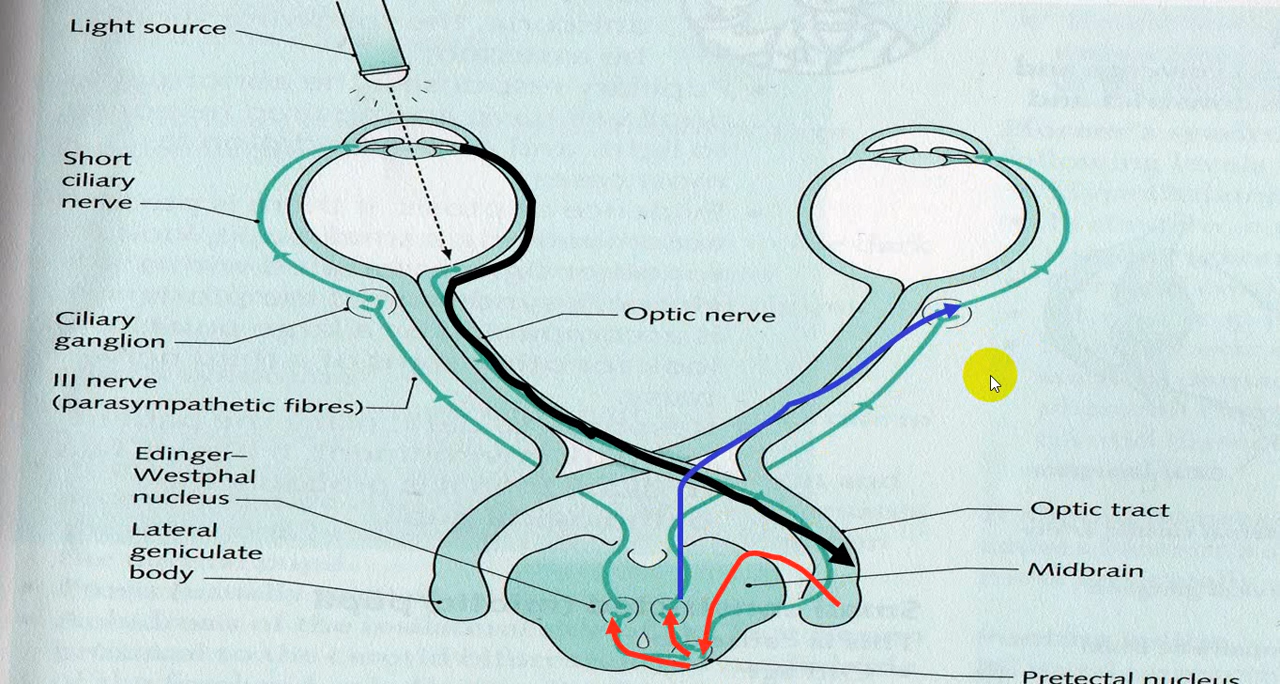 Light source
Short
ciliary
nerve
Ciliary
ganglion
III nerve
(parasympathetic fibres)
Edinger–
Westphal
nucleus
Lateral
geniculate
body
Optic nerve
Optic tract
Midbrain
Pretectal nucleus